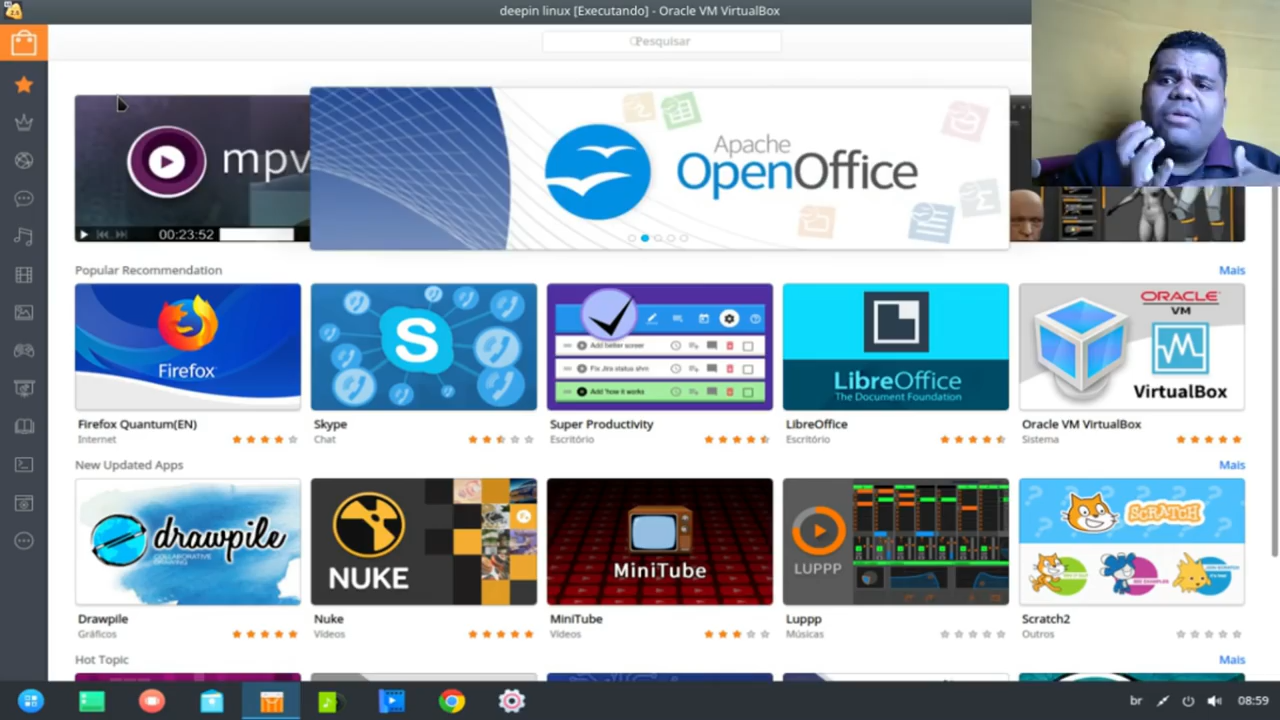 deepin linux [Executando] - Oracle VM VirtualBox
Pesquisar
mpv
00:23:52
Apache
OpenOffice
Popular Recommendation
Mais
Firefox
S
Add better screen
Fix Jira status shm
Add 'how it works
LibreOffice
The Document Foundation
ORACLE
VM
VirtualBox
Firefox Quantum(EN)
Skype
Super Productivity
LibreOffice
Oracle VM VirtualBox
Internet
Chat
Escritório
Escritório
Sistema
New Updated Apps
Mais
drawpile
COLLABORATIVE
DRAWING
NUKE
MiniTube
LUPPP
SCRATCH
Drawpile
Nuke
MiniTube
Luppp
Scratch2
Gráficos
Vídeos
Vídeos
Músicas
Outros
Hot Topic
Mais
br
08:59